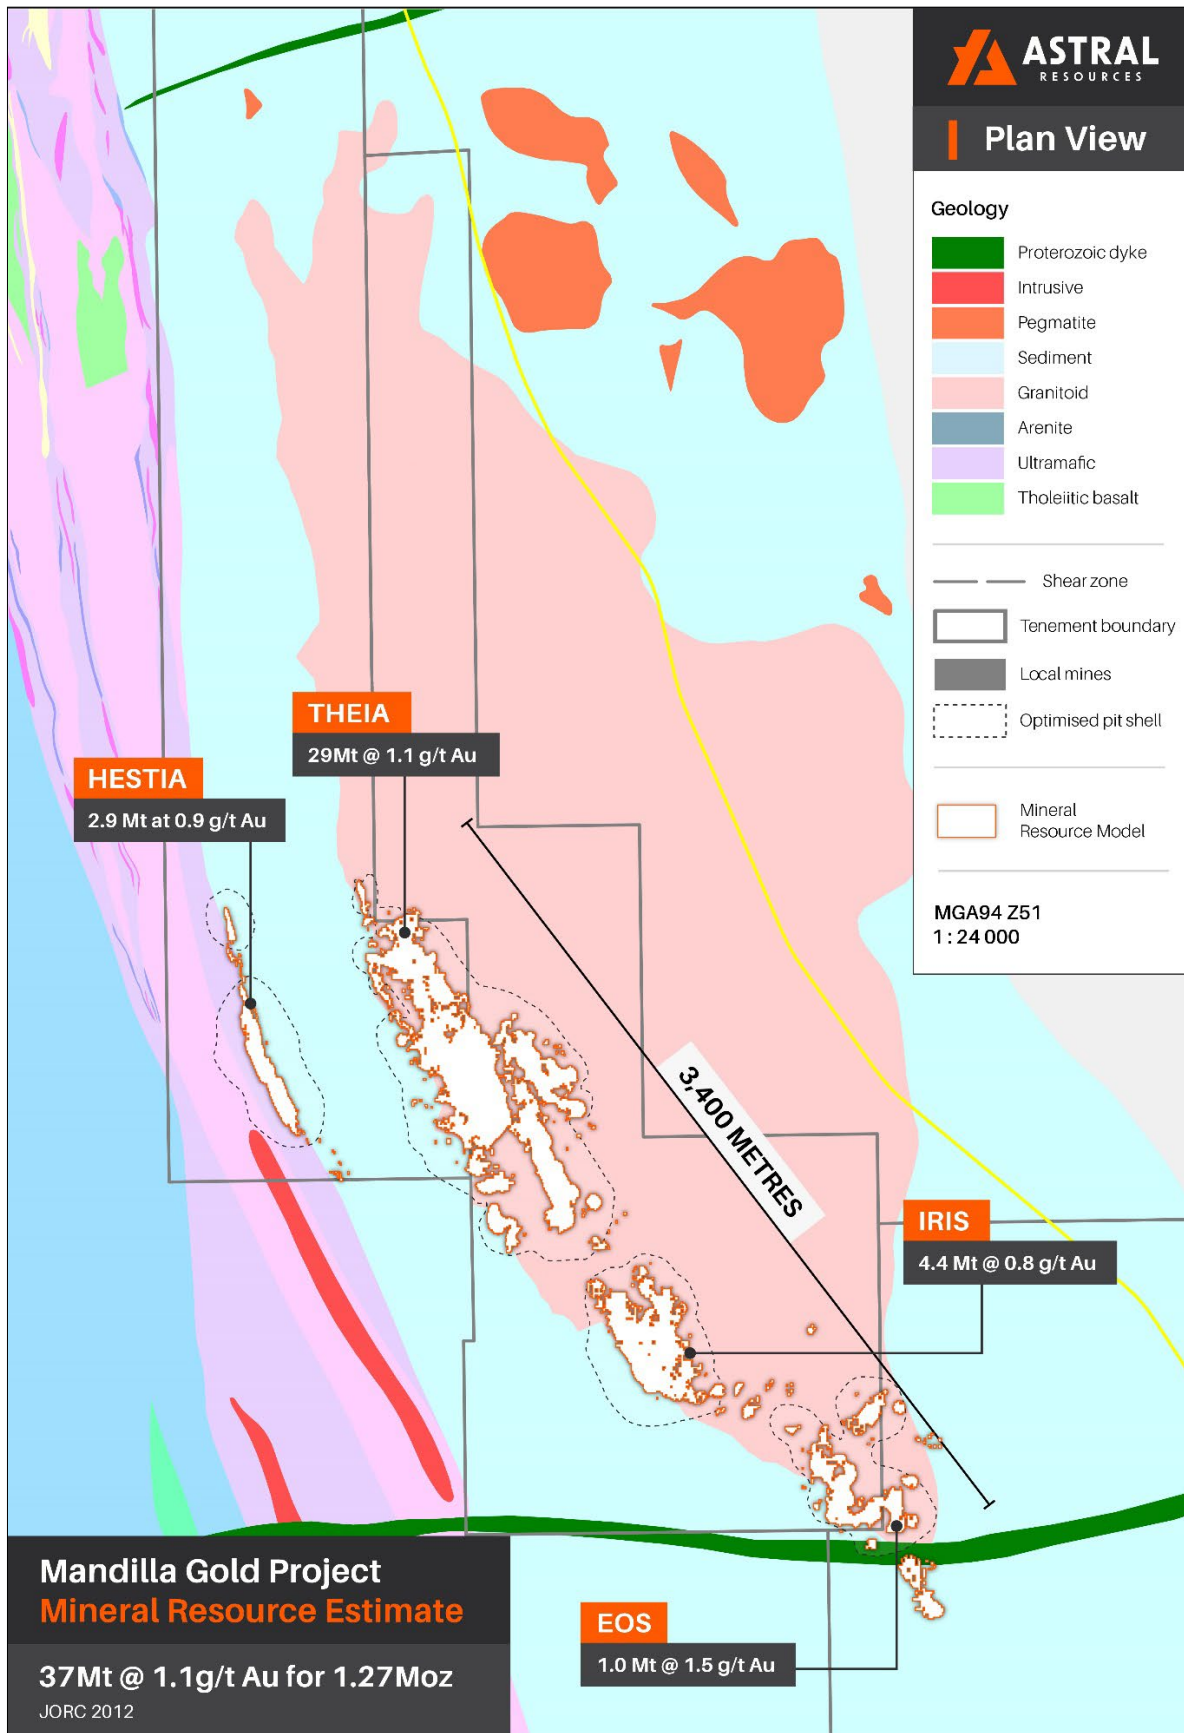 ASTRAL
RESOURCES
Plan View
Geology
Proterozoic dyke
Intrusive
Pegmatite
Sediment
Granitoid
Arenite
Ultramafic
Tholeiitic basalt
Shear zone
Tenement boundary
Local mines
Optimised pit shell
Mineral
Resource Model
MGA94 Z51
1 : 24 000
THEIA
29Mt @ 1.1 g/t Au
HESTIA
2.9 Mt at 0.9 g/t Au
3,400 METRES
IRIS
4.4 Mt @ 0.8 g/t Au
EOS
1.0 Mt @ 1.5 g/t Au
Mandilla Gold Project
Mineral Resource Estimate
37Mt @ 1.1g/t Au for 1.27Moz
JORC 2012